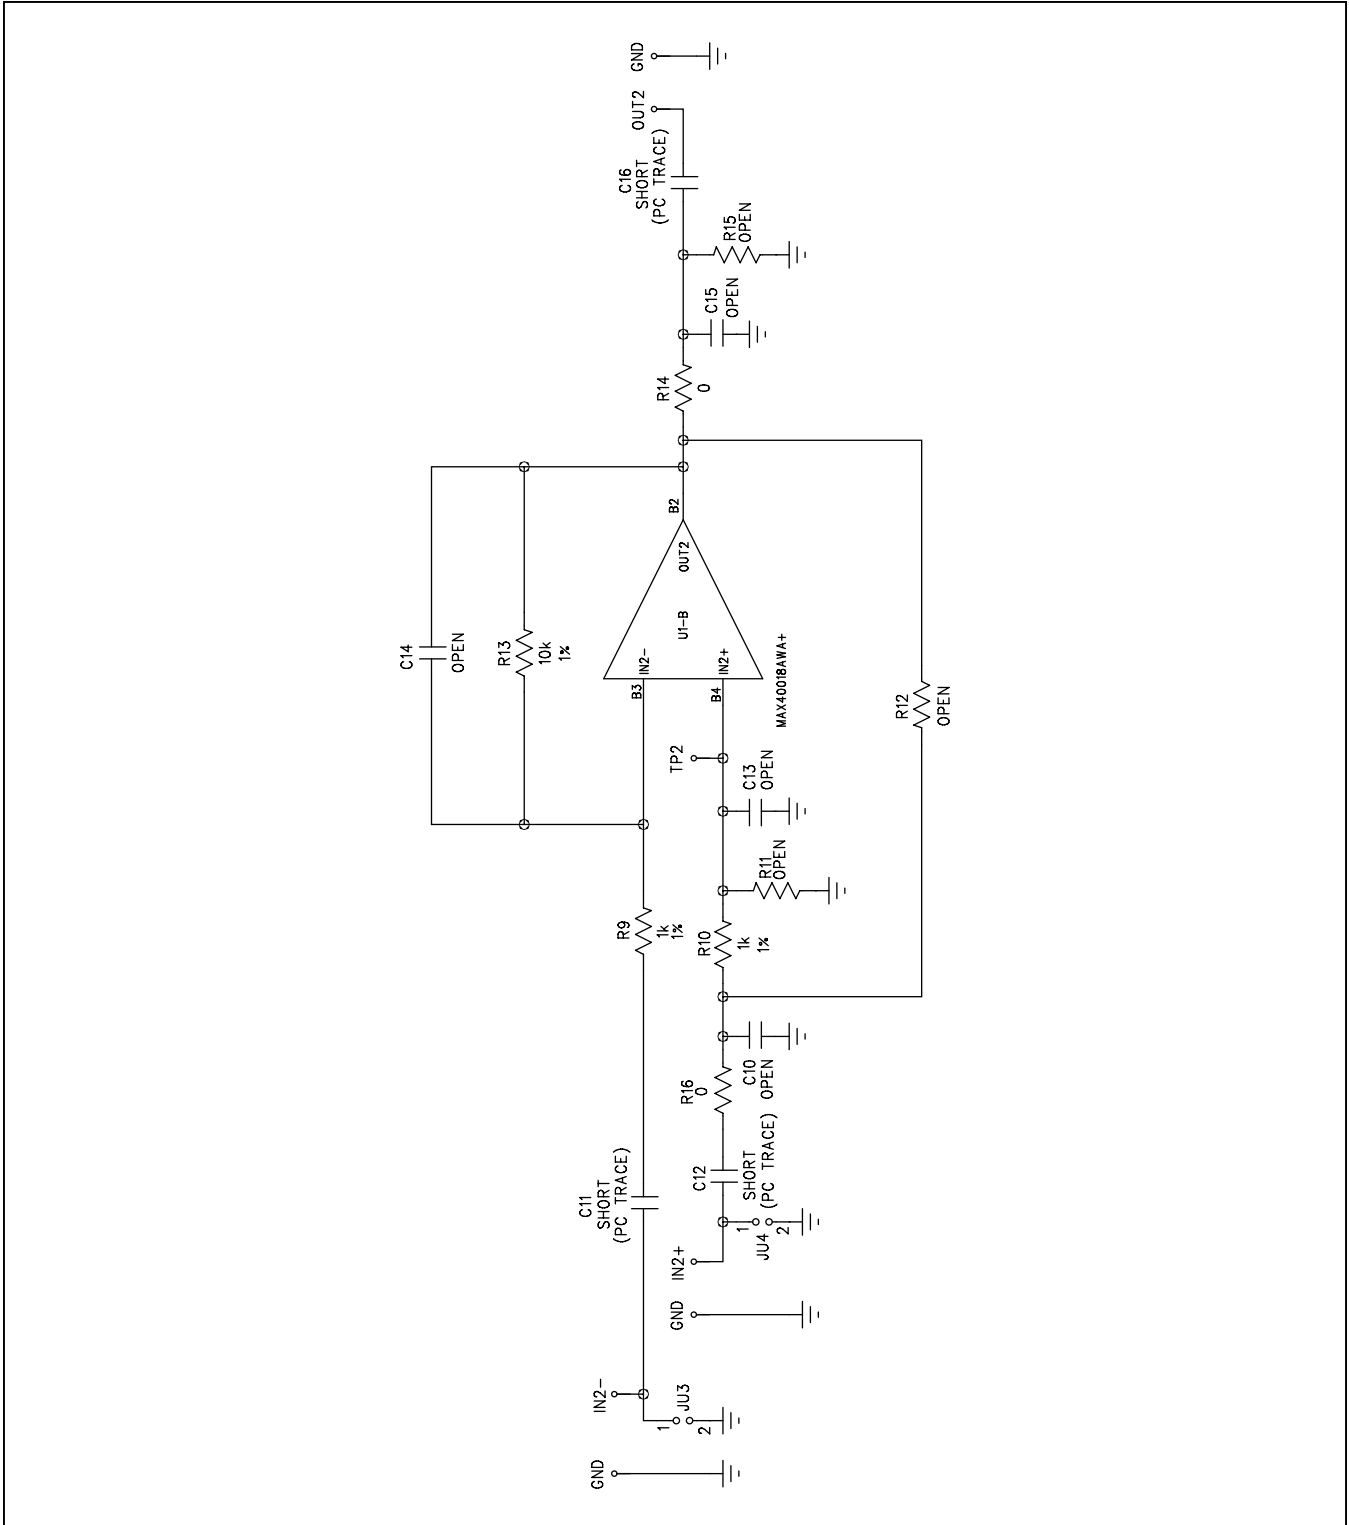 GND
OUT2
C16
SHORT
(PC TRACE)
R15
OPEN
C15
OPEN
R14
0
B2
OUT2
U1-B
IN2-
B3
IN2+
B4
MAX40018AWA+
C14
OPEN
R13
10k
1%
R12
OPEN
TP2
C13
OPEN
R11
OPEN
R9
1k
1%
R10
1k
1%
C10
OPEN
R16
0
C12
SHORT
(PC TRACE)
C11
SHORT
(PC TRACE)
1
2
JU4
IN2+
GND
IN2-
JU3
1
2
GND